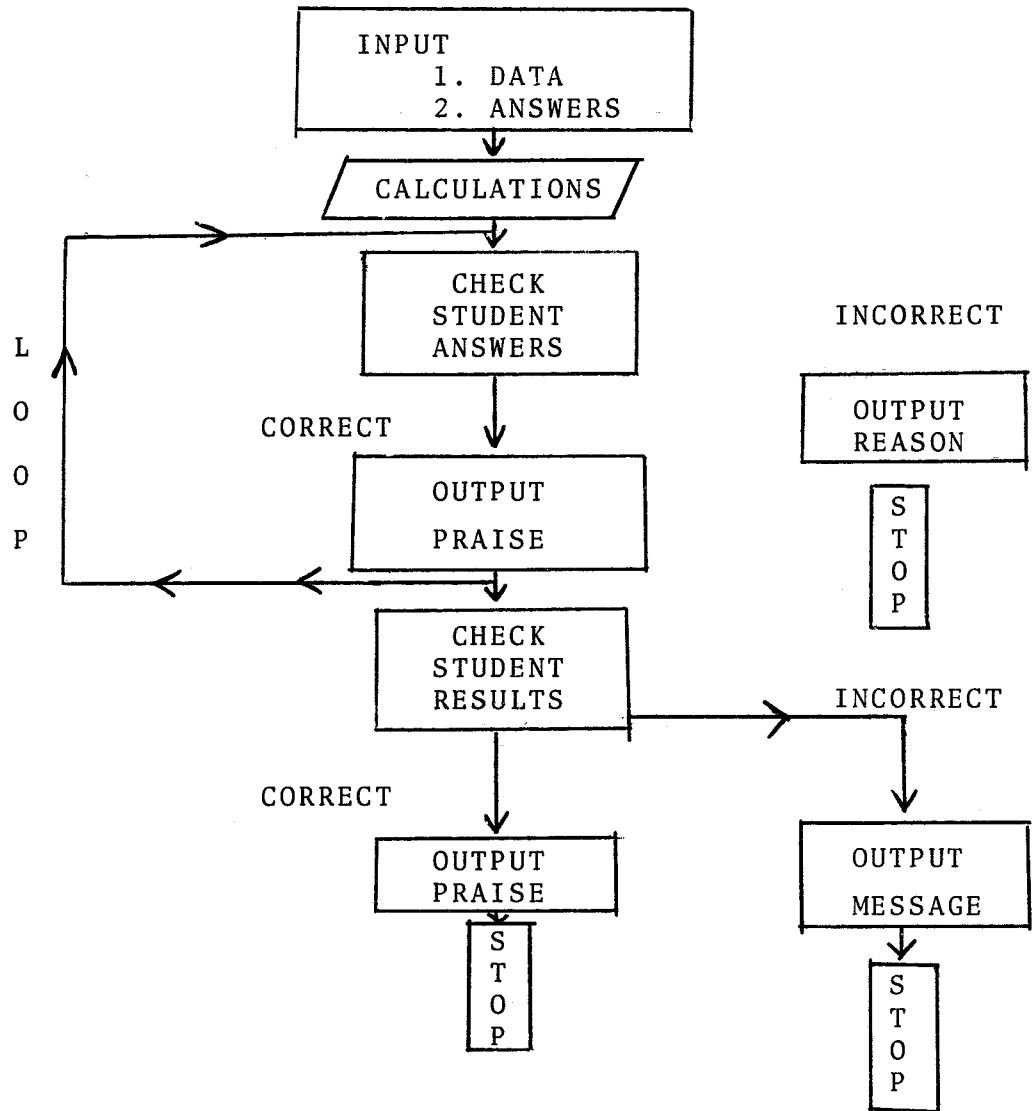 INPUT
1. DATA
2. ANSWERS
CALCULATIONS
CHECK
STUDENT
ANSWERS
INCORRECT
L
O
O
P
OUTPUT
REASON
CORRECT
OUTPUT
PRAISE
S
T
O
P
CHECK
STUDENT
RESULTS
INCORRECT
CORRECT
OUTPUT
PRAISE
OUTPUT
MESSAGE
S
T
O
P
S
T
O
P